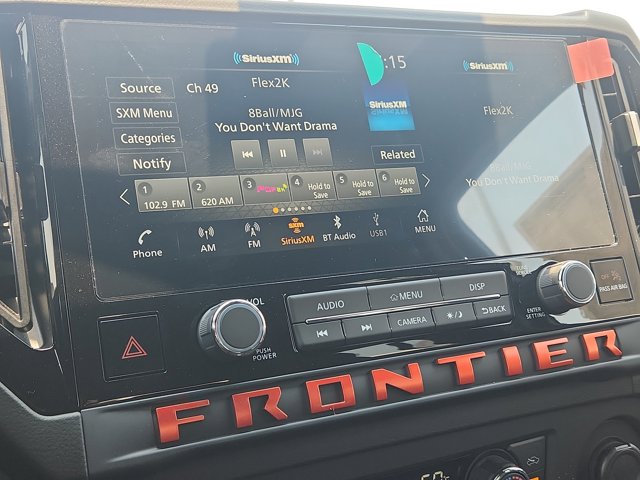 SiriusXM
:15
SiriusXM
Source
Ch 49
Flex2K
SiriusXM
Flex2K
SXM Menu
8Ball/MJG
You Don't Want Drama
8Ball/MJG
You Don't Want Drama
Categories
Notify
Related
1
102.9 FM
2
620 AM
3
4
Hold to
Save
5
Hold to
Save
6
Hold to
Save
Phone
AM
FM
sxm
SiriusXM
BT Audio
USB1
MENU
VOL
PUSH
POWER
AUDIO
MENU
DISP
CAMERA
BACK
ENTER
SETTING
PASS AIR BAG
FRONTIER